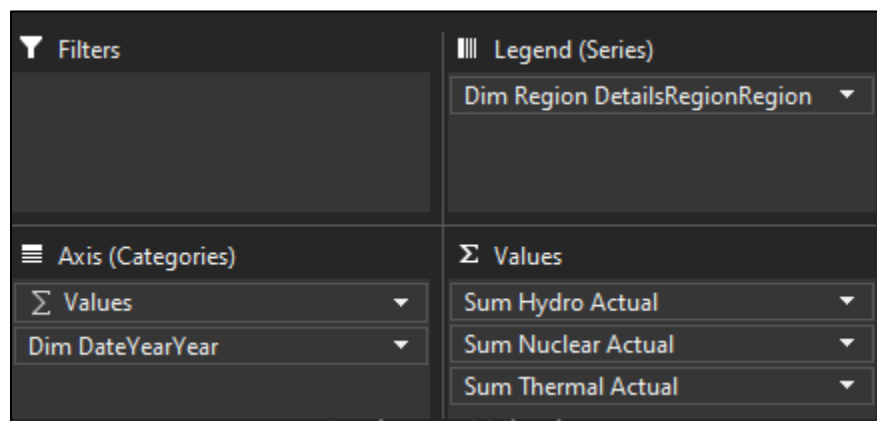 Filters
Legend (Series)
Dim Region DetailsRegionRegion
Axis (Categories)
Σ Values
Dim DateYearYear
Σ Values
Sum Hydro Actual
Sum Nuclear Actual
Sum Thermal Actual